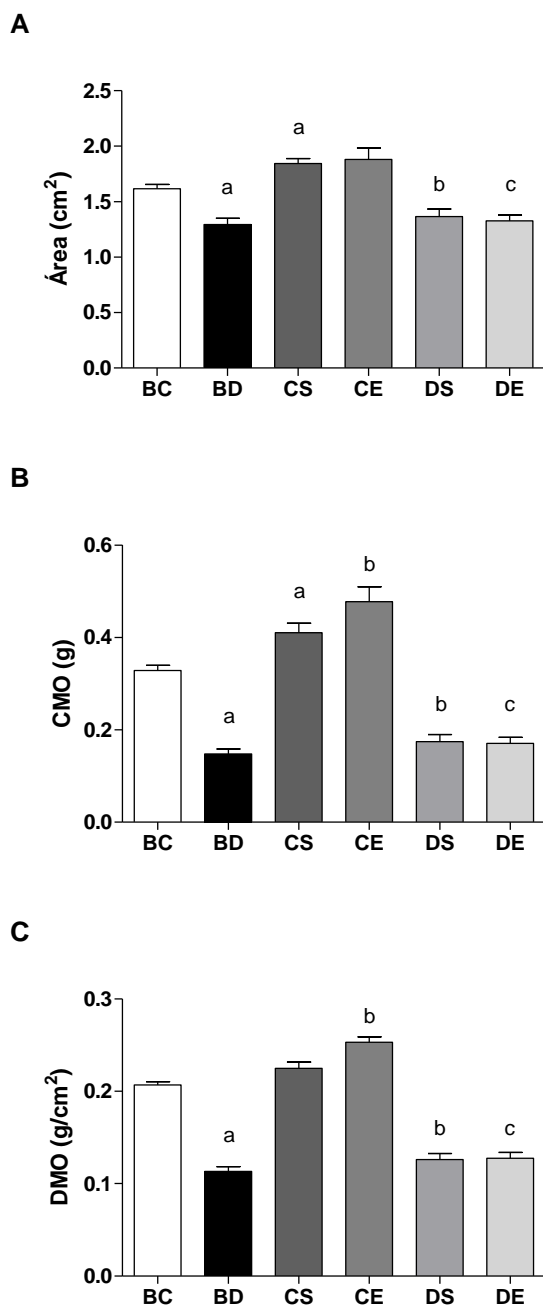 A
2.5
2.0
1.5
1.0
0.5
0.0
Área (cm²)
a
a
b
c
BC BD CS CE DS DE
B
0.6
0.4
0.2
0.0
CMO (g)
a
a
b
b
c
BC BD CS CE DS DE
C
0.3
0.2
0.1
0.0
DMO (g/cm²)
a
b
b
c
BC BD CS CE DS DE